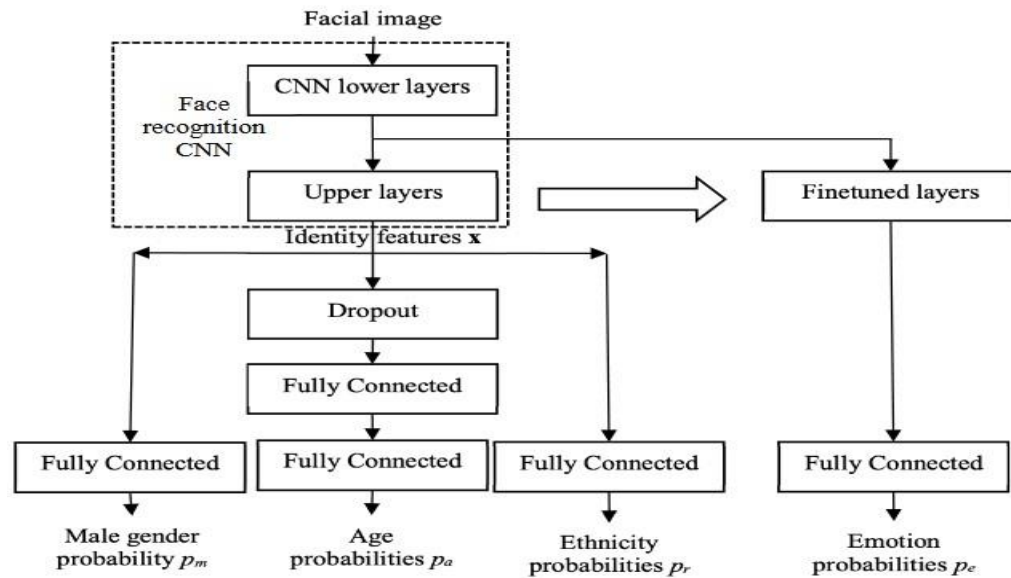 Facial image
CNN lower layers
Face
recognition
CNN
Upper layers
Finetuned layers
Identity features x
Dropout
Fully Connected
Fully Connected
Fully Connected
Fully Connected
Fully Connected
Male gender
probability pm
Age
probabilities pa
Ethnicity
probabilities pr
Emotion
probabilities pe